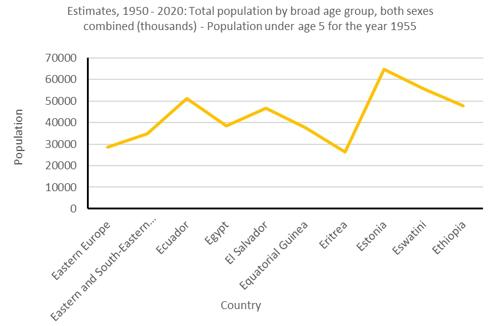 Estimates, 1950 - 2020: Total population by broad age group, both sexes
combined (thousands) - Population under age 5 for the year 1955
70000
60000
50000
40000
30000
20000
10000
0
Population
Eastern Europe
Eastern and South-Eastern...
Ecuador
Egypt
El Salvador
Equatorial Guinea
Eritrea
Estonia
Eswatini
Ethiopia
Country